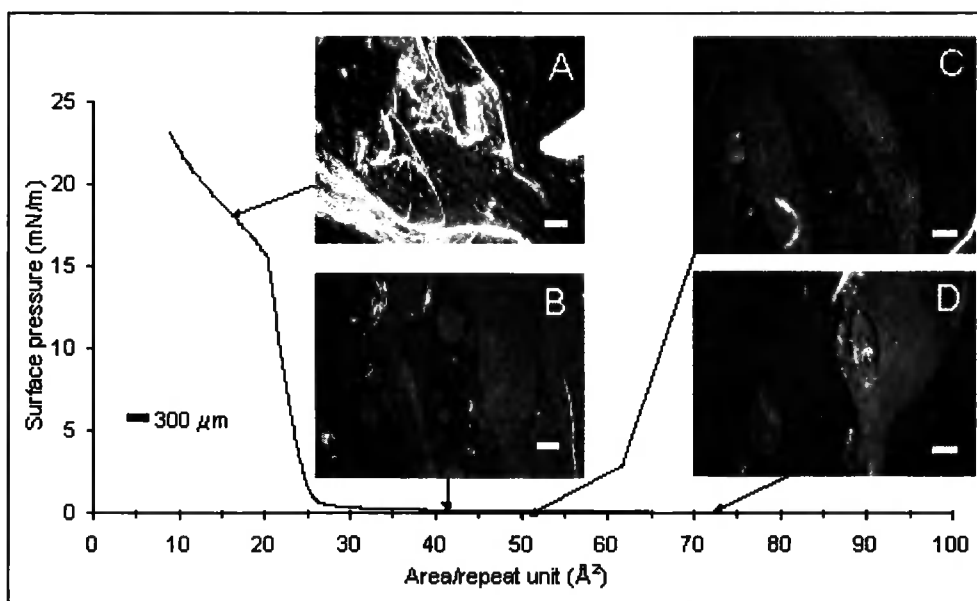 A
C
25
20
15
10
5
0
Surface pressure (mN/m)
B
D
300 µm
0 10 20 30 40 50 60 70 80 90 100
Area/repeat unit (Å²)